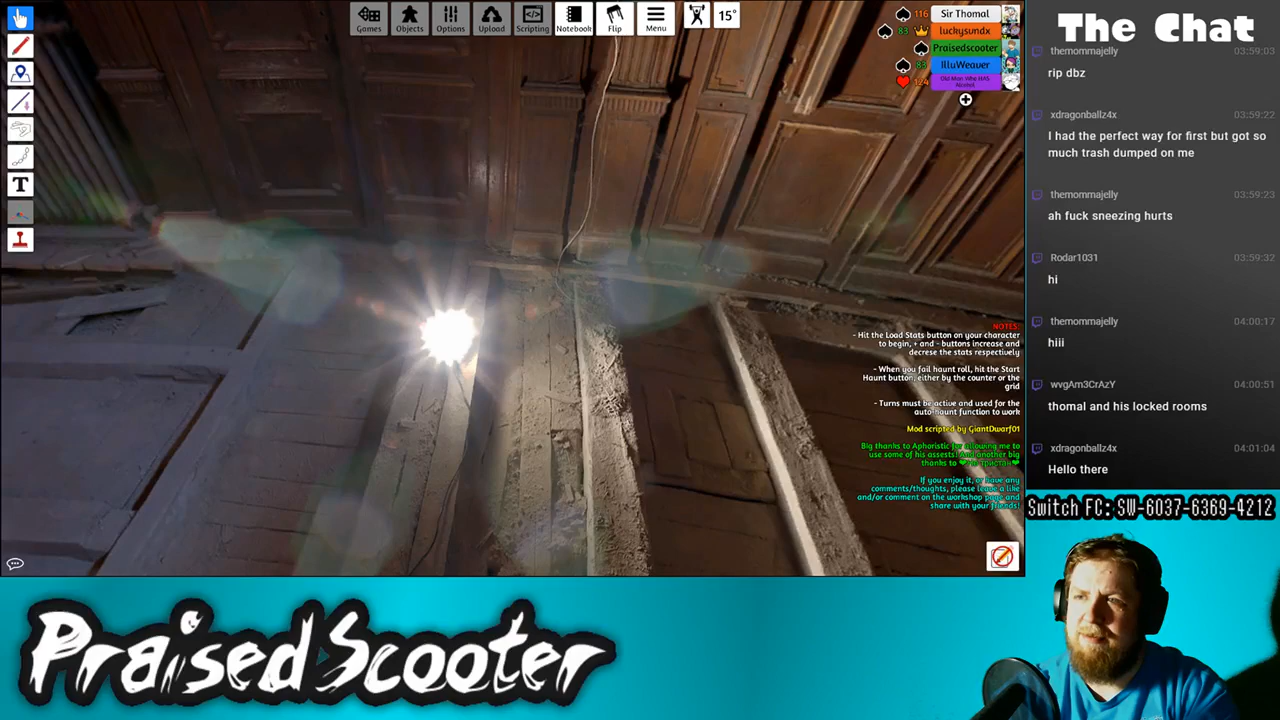 Games
Objects
Options
Upload
Scripting
Notebook
Flip
Menu
15°
116
Sir Thomal
83
luckysundx
Praisedscooter
83
IlluWeaver
124
Old Man Who HAS
Alcohol
NOTES:
- Hit the Load Stats button on your character
to begin, + and - buttons increase and
decrese the stats respectively
- When you fail haunt roll, hit the Start
Haunt button, either by the counter or the
grid
- Turns must be active and used for the
auto-haunt function to work
Mod scripted by GiantDwarf01
Big thanks to Aphoristic for allowing me to
use some of his assests! And another big
thanks to
If you enjoy it, or have any
comments/thoughts, please leave a like
and/or comment on the workshop page and
share with your friends!
The Chat
themommajelly 03:59:03
rip dbz
xdragonballz4x 03:59:22
I had the perfect way for first but got so
much trash dumped on me
themommajelly 03:59:23
ah fuck sneezing hurts
Rodar1031 03:59:32
hi
themommajelly 04:00:17
hiii
wvgAm3CrAzY 04:00:51
thomal and his locked rooms
xdragonballz4x 04:01:04
Hello there
Switch FC: SW-6037-6369-4212
PraisedScooter